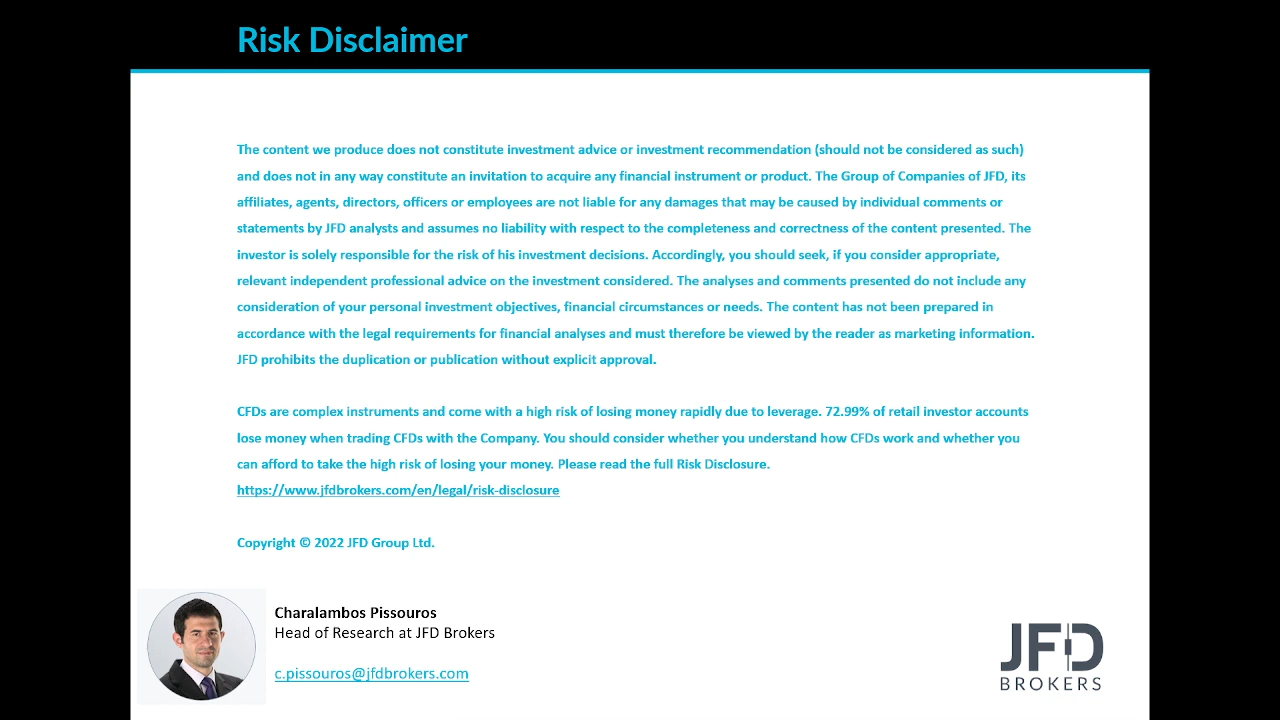 Risk Disclaimer
The content we produce does not constitute investment advice or investment recommendation (should not be considered as such)
and does not in any way constitute an invitation to acquire any financial instrument or product. The Group of Companies of JFD, its
affiliates, agents, directors, officers or employees are not liable for any damages that may be caused by individual comments or
statements by JFD analysts and assumes no liability with respect to the completeness and correctness of the content presented. The
investor is solely responsible for the risk of his investment decisions. Accordingly, you should seek, if you consider appropriate,
relevant independent professional advice on the investment considered. The analyses and comments presented do not include any
consideration of your personal investment objectives, financial circumstances or needs. The content has not been prepared in
accordance with the legal requirements for financial analyses and must therefore be viewed by the reader as marketing information.
JFD prohibits the duplication or publication without explicit approval.
CFDs are complex instruments and come with a high risk of losing money rapidly due to leverage. 72.99% of retail investor accounts
lose money when trading CFDs with the Company. You should consider whether you understand how CFDs work and whether you
can afford to take the high risk of losing your money. Please read the full Risk Disclosure.
https://www.jfdbrokers.com/en/legal/risk-disclosure
Copyright © 2022 JFD Group Ltd.
Charalambos Pissouros
Head of Research at JFD Brokers
c.pissouros@jfdbrokers.com
JFD
BROKERS